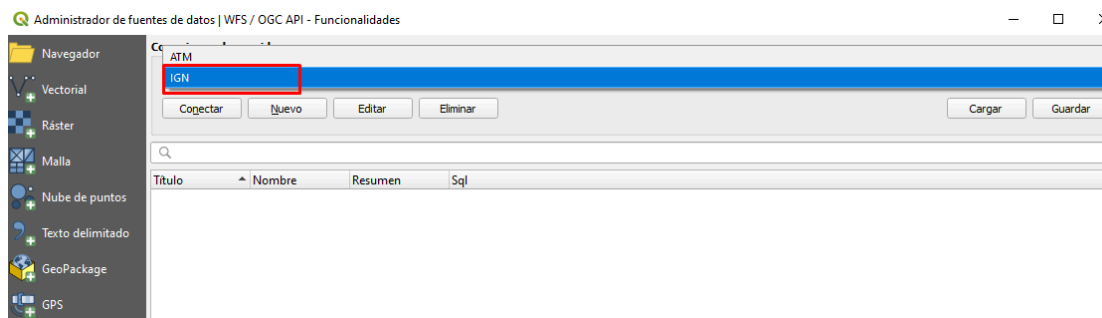 Administrador de fuentes de datos | WFS / OGC API - Funcionalidades
Navegador
Vectorial
Ráster
Malla
Nube de puntos
Texto delimitado
GeoPackage
GPS
ATM
IGN
Conectar Nuevo Editar Eliminar Cargar Guardar
Título Nombre Resumen Sql